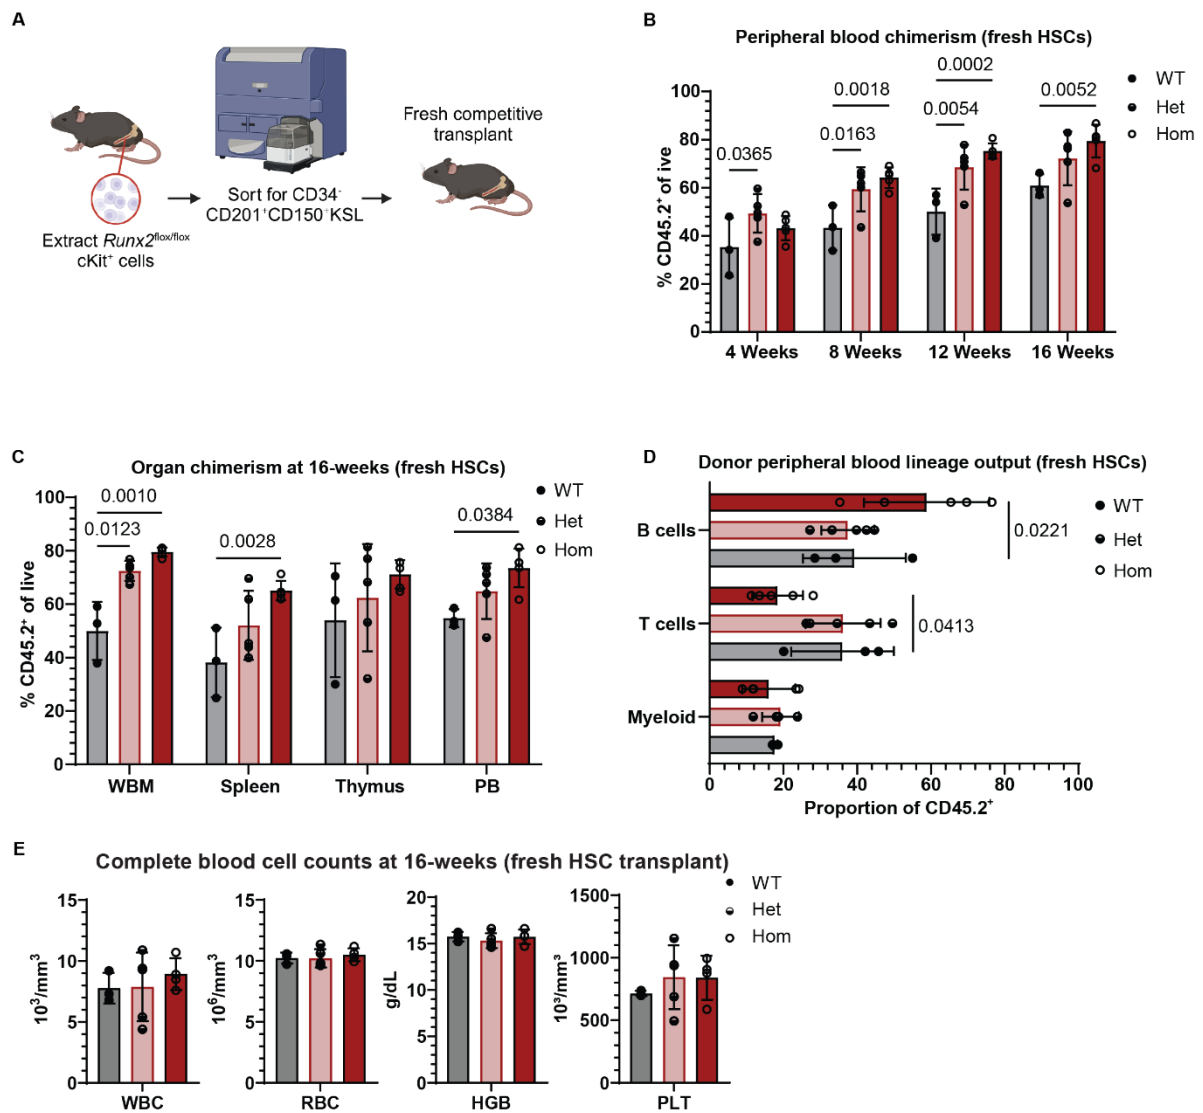 A
Extract Runx2flox/flox
cKit+ cells
Sort for CD34-
CD201+CD150+KSL
Fresh competitive
transplant
B
Peripheral blood chimerism (fresh HSCs)
% CD45.2+ of ive
100
80
60
40
20
0
0.0365
0.0163
0.0018
0.0054
0.0002
0.0052
4 Weeks
8 Weeks
12 Weeks
16 Weeks
WT
Het
Hom
C
Organ chimerism at 16-weeks (fresh HSCs)
% CD45.2+ of live
100
80
60
40
20
0
0.0010
0.0123
0.0028
0.0384
WBM
Spleen
Thymus
PB
WT
Het
Hom
D
Donor peripheral blood lineage output (fresh HSCs)
B cells
T cells
Myeloid
0.0221
0.0413
0
20
40
60
80
100
Proportion of CD45.2+
WT
Het
Hom
E
Complete blood cell counts at 16-weeks (fresh HSC transplant)
10³/mm³
15
10
5
0
WBC
10⁶/mm³
15
10
5
0
RBC
g/dL
20
15
10
5
0
HGB
10³/mm³
1500
1000
500
0
PLT
WT
Het
Hom